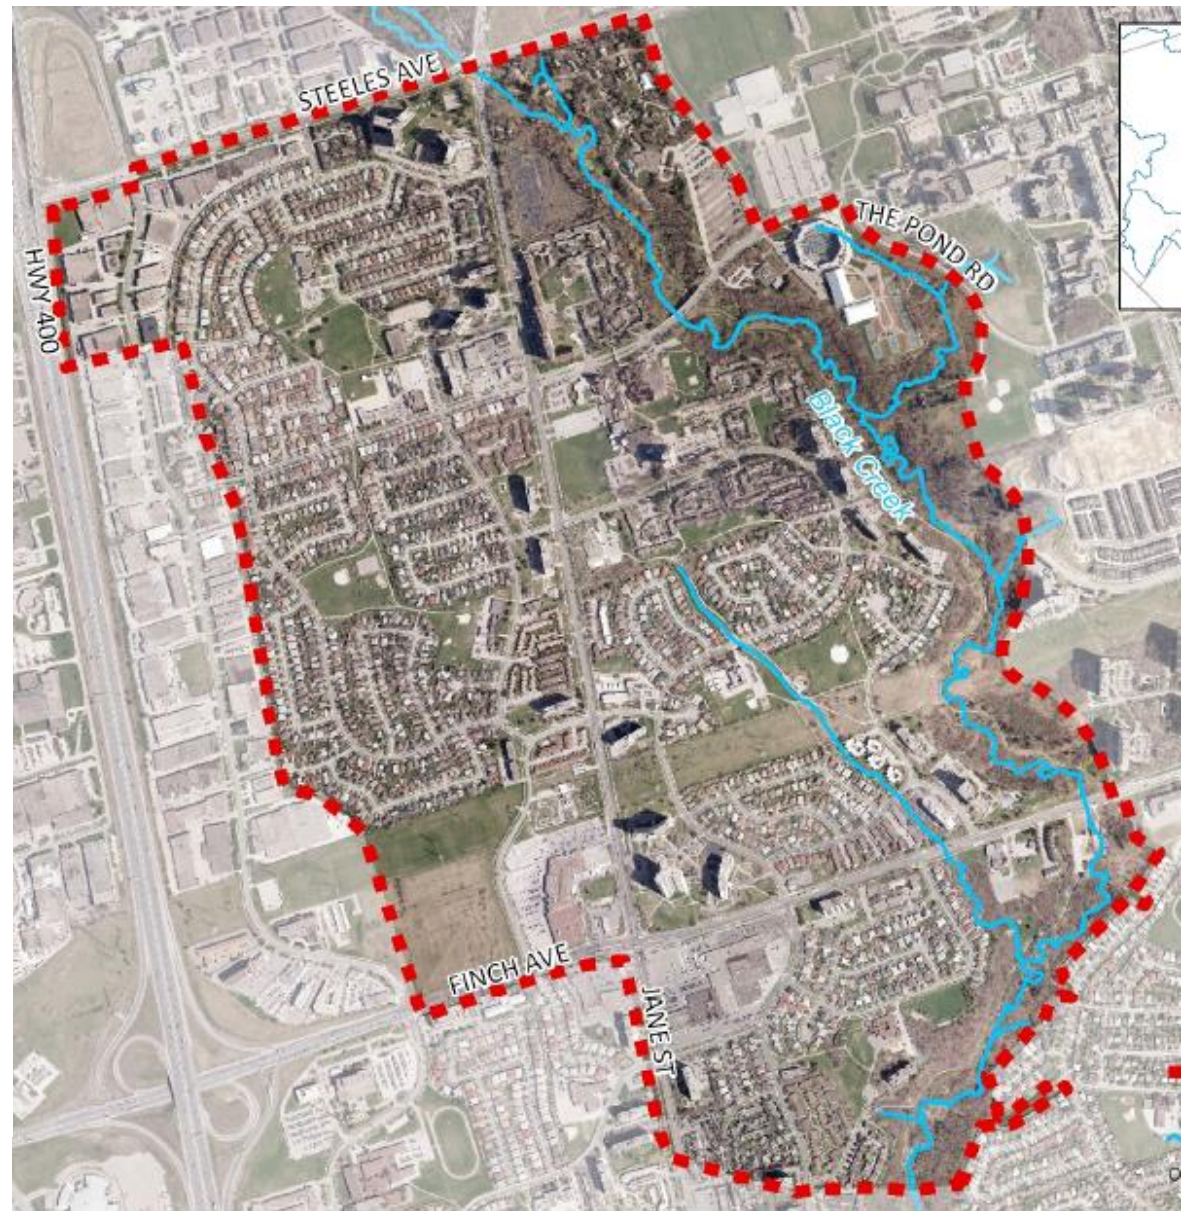 STEELES AVE
THE POND RD
HWY 400
Black Creek
FINCH AVE
JANE ST